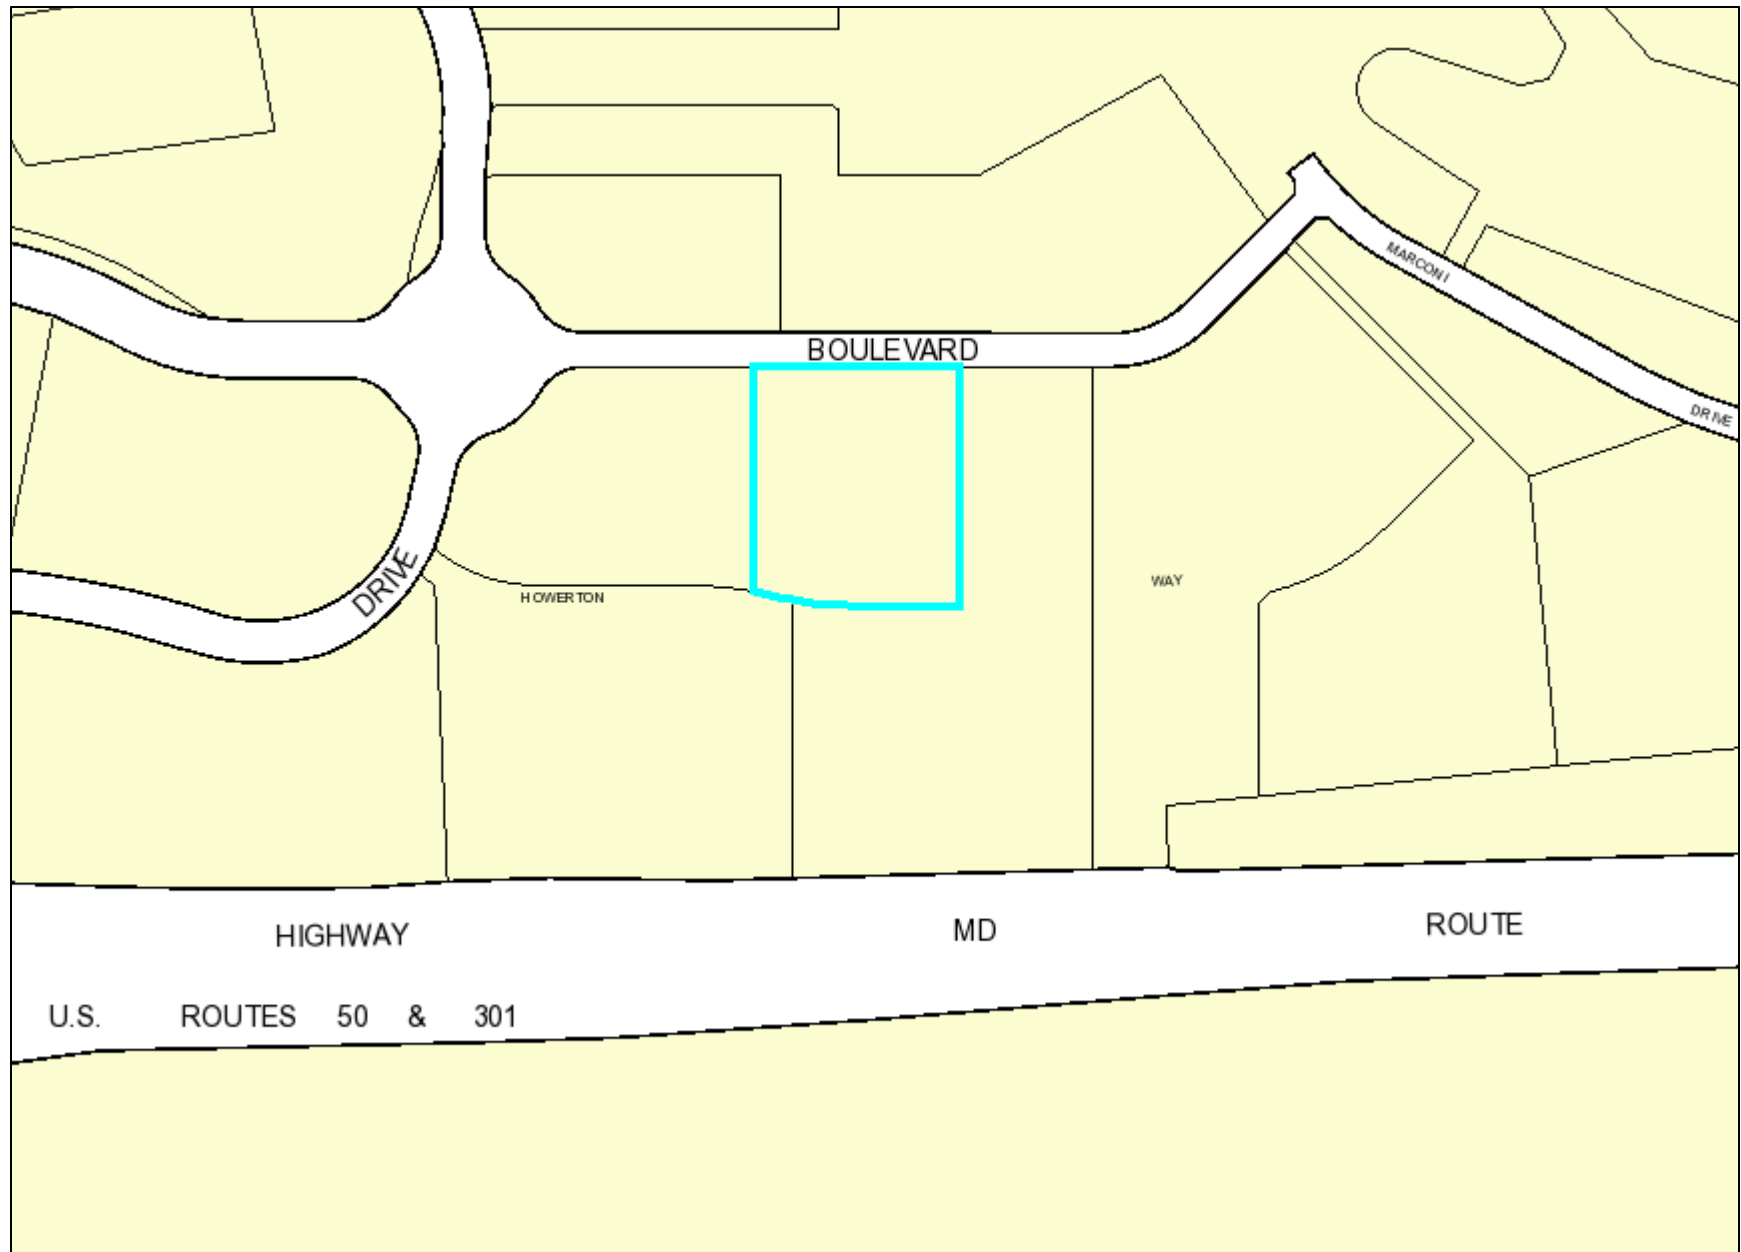 BOULEVARD
MARCONI
DRIVE
DRIVE
HOWERTON
WAY
HIGHWAY MD ROUTE
U.S. ROUTES 50 & 301